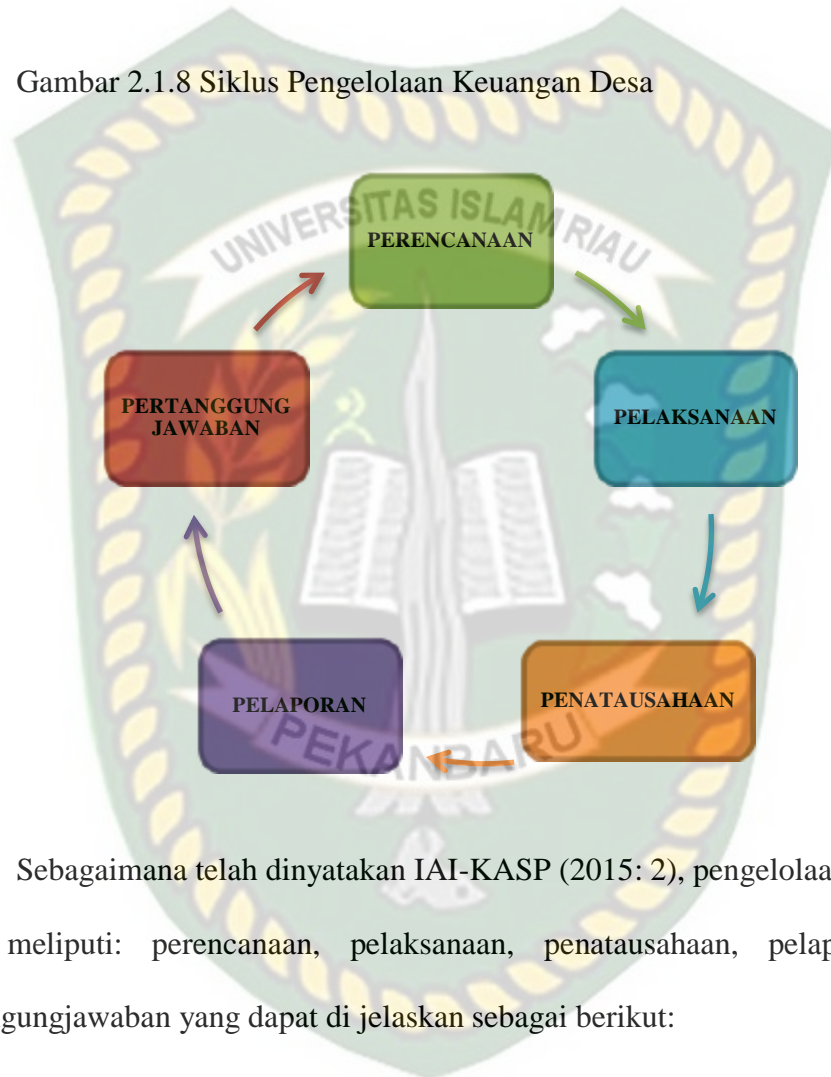 Gambar 2.1.8 Siklus Pengelolaan Keuangan Desa
UNIVERSITAS ISLAM RIAU
PERENCANAAN
PERTANGGUNG
JAWABAN
PELAKSANAAN
PELAPORAN
PENATAUSAHAAN
PEKANBARU
Sebagaimana telah dinyatakan IAI-KASP (2015: 2), pengelolaan
meliputi: perencanaan, pelaksanaan, penatausahaan, pelap
gungjawaban yang dapat di jelaskan sebagai berikut: